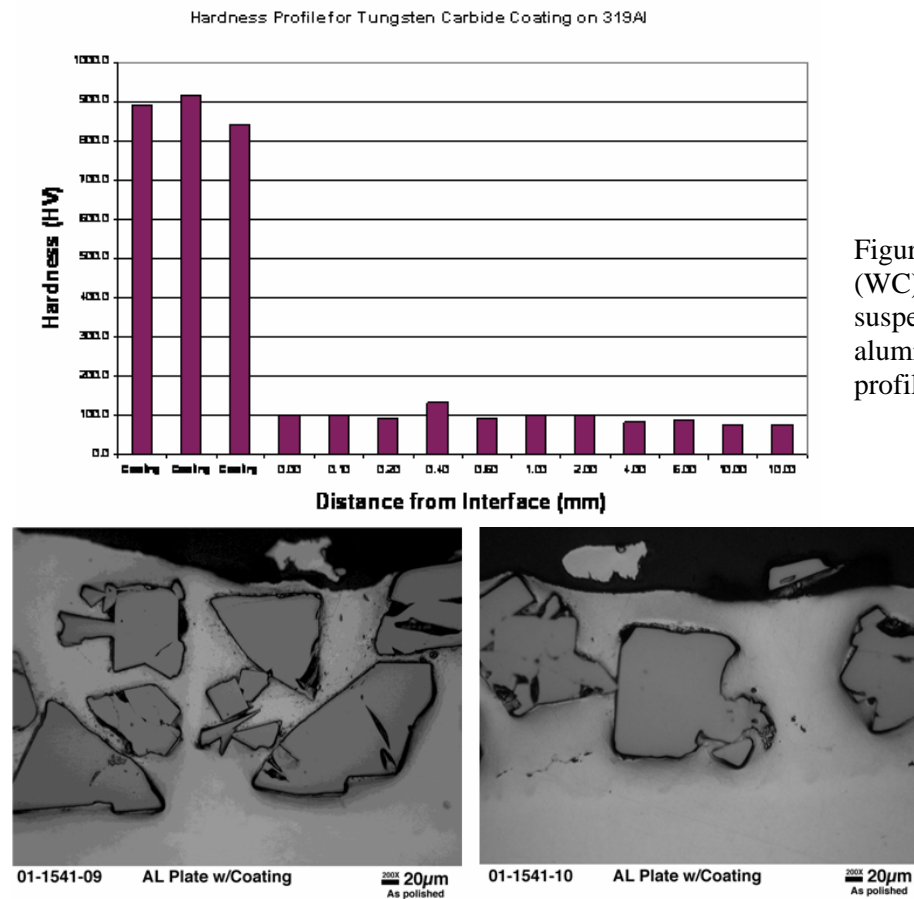 Hardness Profile for Tungsten Carbide Coating on 319Al
1000.0
900.0
800.0
700.0
600.0
500.0
400.0
300.0
200.0
100.0
0.0
Hardness (HV)
Coating Coating Coating 0.00 0.10 0.20 0.40 0.60 1.00 2.00 4.00 6.00 10.00 10.00
Distance from Interface (mm)
Figur
(WC)
suspe
alumi
profil
01-1541-09 AL Plate w/Coating 200X 20µm
As polished
01-1541-10 AL Plate w/Coating 200X 20µm
As polished